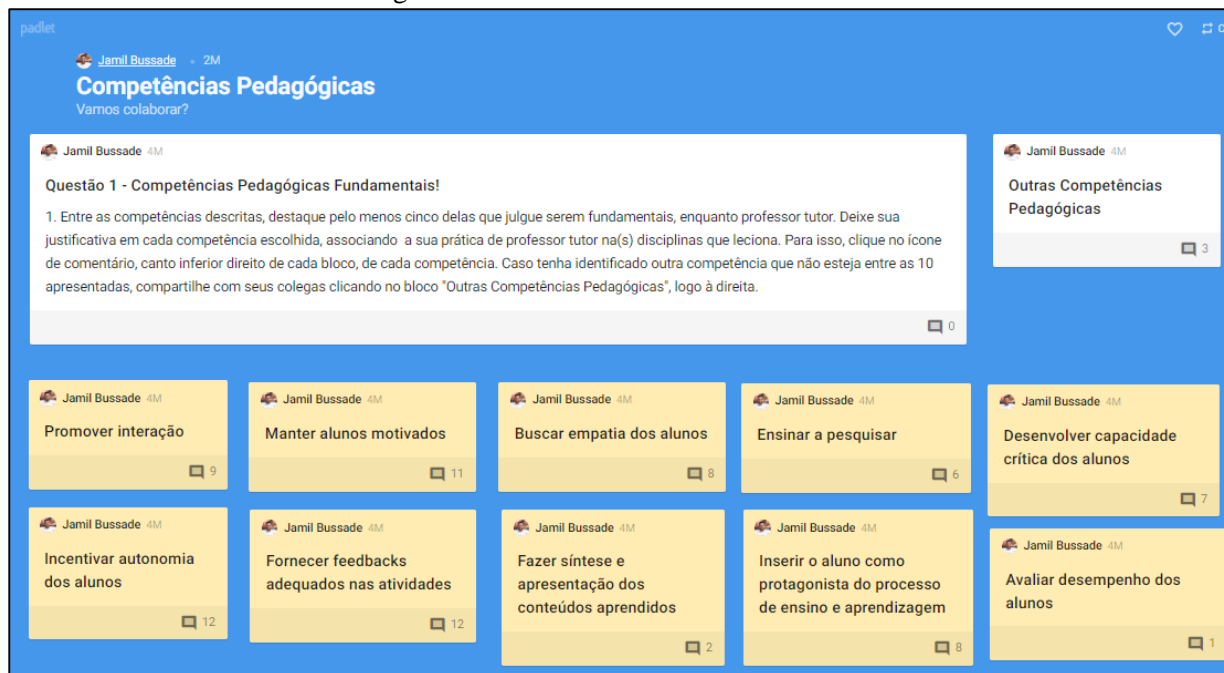 padlet
Jamil Bussade • 2M
Competências Pedagógicas
Vamos colaborar?
Jamil Bussade 4M
Questão 1 - Competências Pedagógicas Fundamentais!
1. Entre as competências descritas, destaque pelo menos cinco delas que julgue serem fundamentais, enquanto professor tutor. Deixe sua
justificativa em cada competência escolhida, associando a sua prática de professor tutor na(s) disciplinas que leciona. Para isso, clique no ícone
de comentário, canto inferior direito de cada bloco, de cada competência. Caso tenha identificado outra competência que não esteja entre as 10
apresentadas, compartilhe com seus colegas clicando no bloco "Outras Competências Pedagógicas", logo à direita.
0
Jamil Bussade 4M
Outras Competências
Pedagógicas
3
Jamil Bussade 4M
Promover interação
9
Jamil Bussade 4M
Manter alunos motivados
11
Jamil Bussade 4M
Buscar empatia dos alunos
8
Jamil Bussade 4M
Ensinar a pesquisar
6
Jamil Bussade 4M
Desenvolver capacidade
crítica dos alunos
7
Jamil Bussade 4M
Incentivar autonomia
dos alunos
12
Jamil Bussade 4M
Fornecer feedbacks
adequados nas atividades
12
Jamil Bussade 4M
Fazer síntese e
apresentação dos
conteúdos aprendidos
2
Jamil Bussade 4M
Inserir o aluno como
protagonista do processo
de ensino e aprendizagem
8
Jamil Bussade 4M
Avaliar desempenho dos
alunos
1